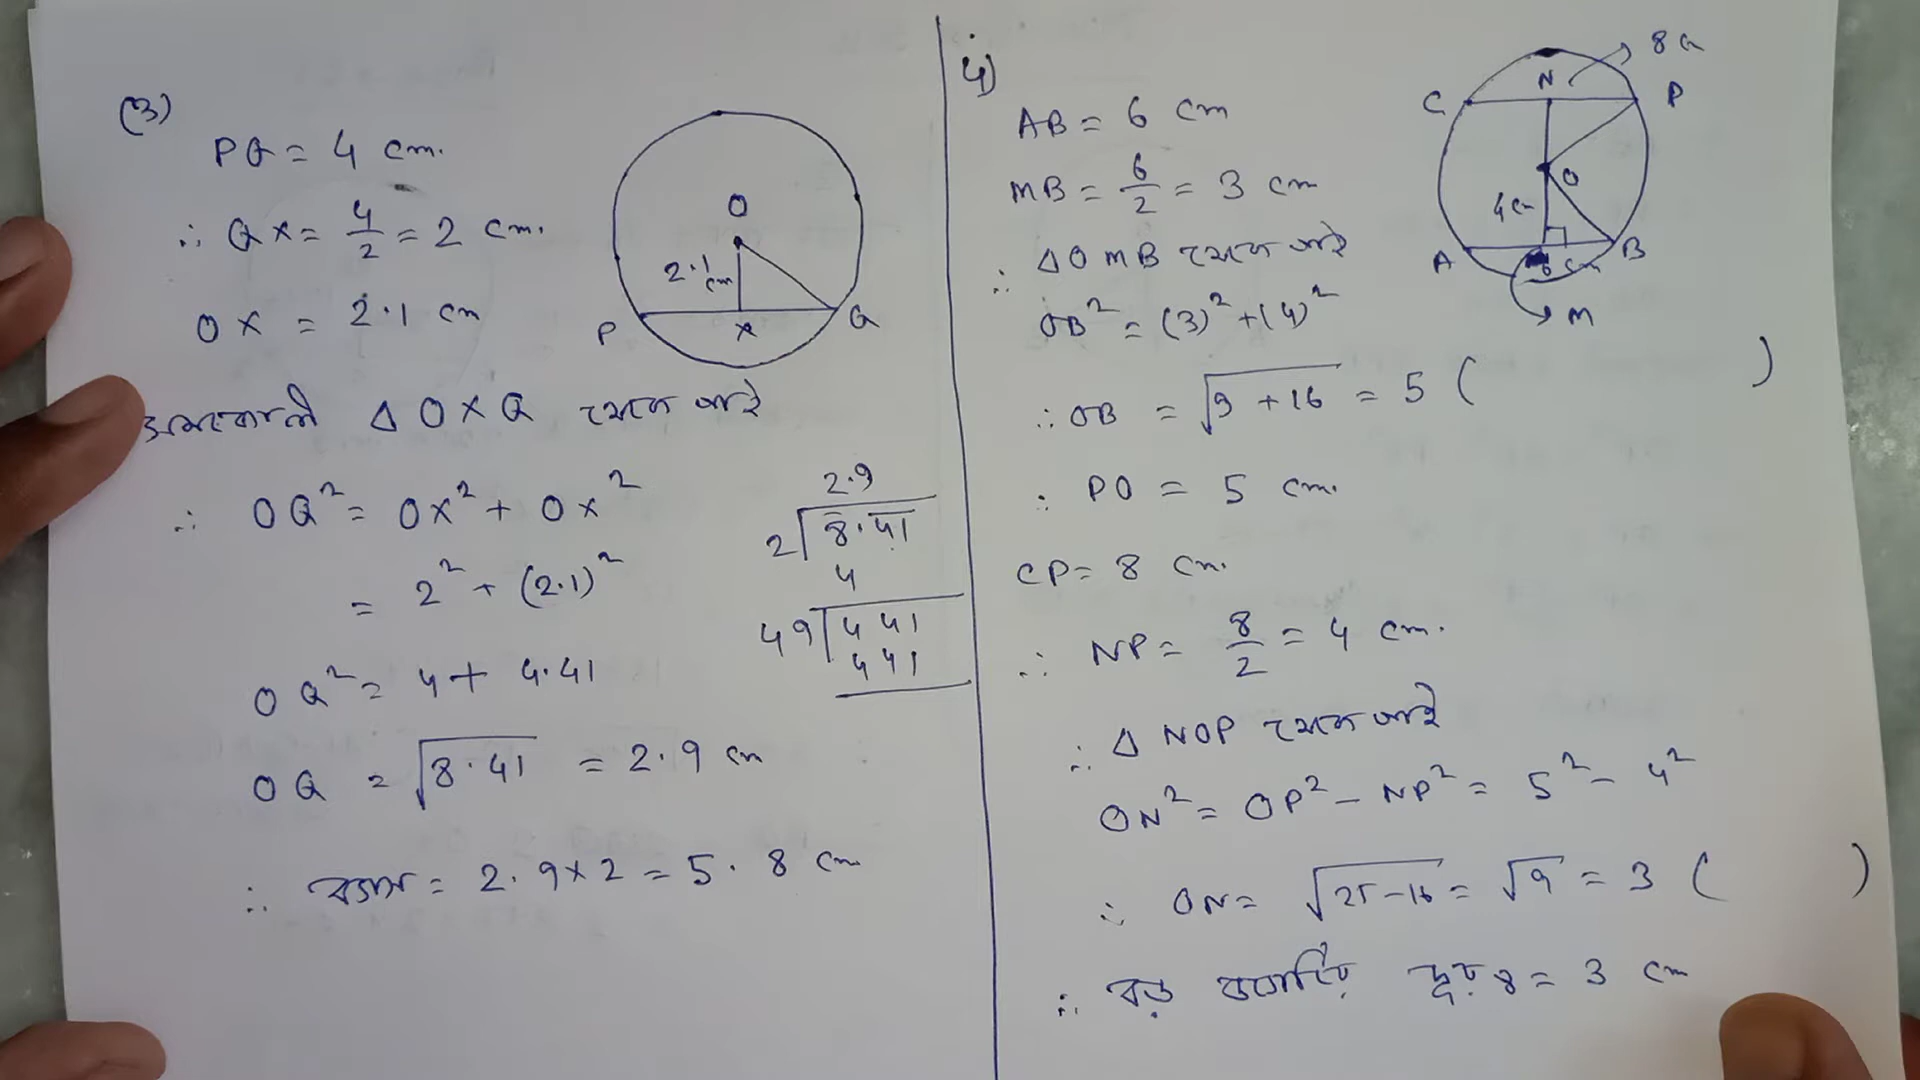 (3)
PQ = 4 cm.
∴ QX = 4/2 = 2 cm.
OX = 2.1 cm
O
2.1 cm
P
X
Q
সমকোণী Δ OXQ থেকে পাই
∴ OQ² = OX² + OX²
= 2² + (2.1)²
OQ² = 4 + 4.41
OQ = √8.41 = 2.9 cm
∴ ব্যাস = 2.9 × 2 = 5.8 cm
2.9
2 8.41
4
49 441
441
4)
AB = 6 cm
MB = 6/2 = 3 cm
∴ Δ OMB থেকে পাই
OB² = (3)² + (4)²
∴ OB = √9 + 16 = 5 ( )
∴ PO = 5 cm.
CP = 8 cm.
∴ NP = 8/2 = 4 cm.
∴ Δ NOP থেকে পাই
ON² = OP² − NP² = 5² − 4²
∴ ON = √25−16 = √9 = 3 ( )
∴ বড় = 3 cm
8
C
N
P
O
4cm
A
6 cm
B
M